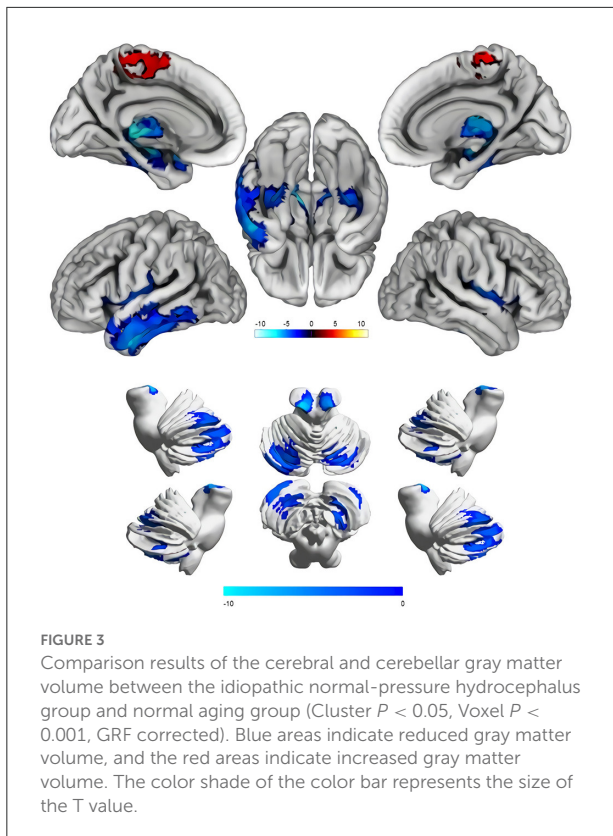 -10 -5 0 5 10
-10 0
FIGURE 3
Comparison results of the cerebral and cerebellar gray matter
volume between the idiopathic normal-pressure hydrocephalus
group and normal aging group (Cluster P < 0.05, Voxel P <
0.001, GRF corrected). Blue areas indicate reduced gray matter
volume, and the red areas indicate increased gray matter
volume. The color shade of the color bar represents the size of
the T value.